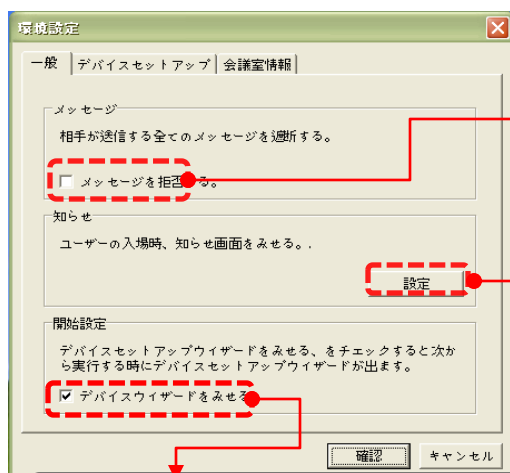 環境設定
一般 デバイスセットアップ 会議室情報
メッセージ
相手が送信する全てのメッセージを遮断する。
メッセージを拒否する。
知らせ
ユーザーの入場時、知らせ画面をみせる。.
設定
開始設定
デバイスセットアップウィザードをみせる、をチェックすると次か
ら実行する時にデバイスセットアップウィザードが出ます。
デバイスウィザードをみせる
確認 キャンセル